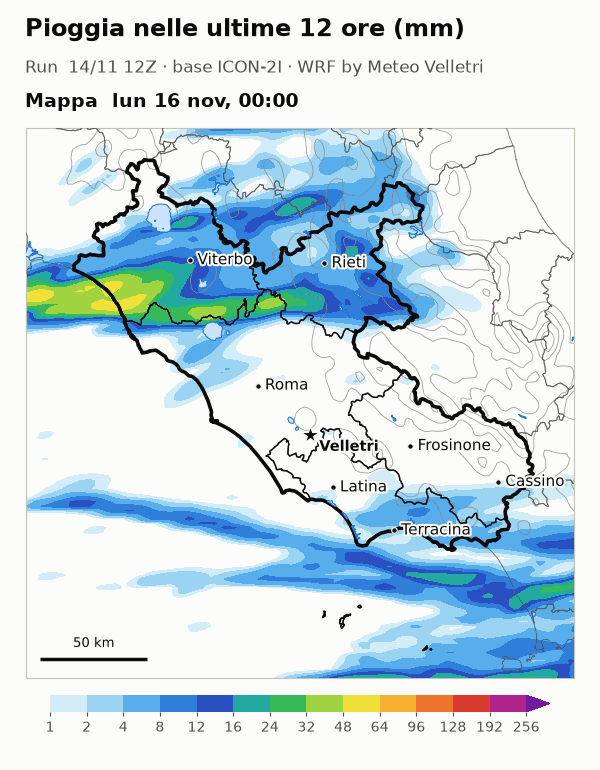 Pioggia nelle ultime 12 ore (mm)
Run  14/11 12Z · base ICON-2I · WRF by Meteo Velletri
Mappa  lun 16 nov, 00:00
Viterbo
Rieti
Roma
Velletri
Frosinone
Cassino
Latina
Terracina
50 km
1 2 4 8 12 16 24 32 48 64 96 128 192 256